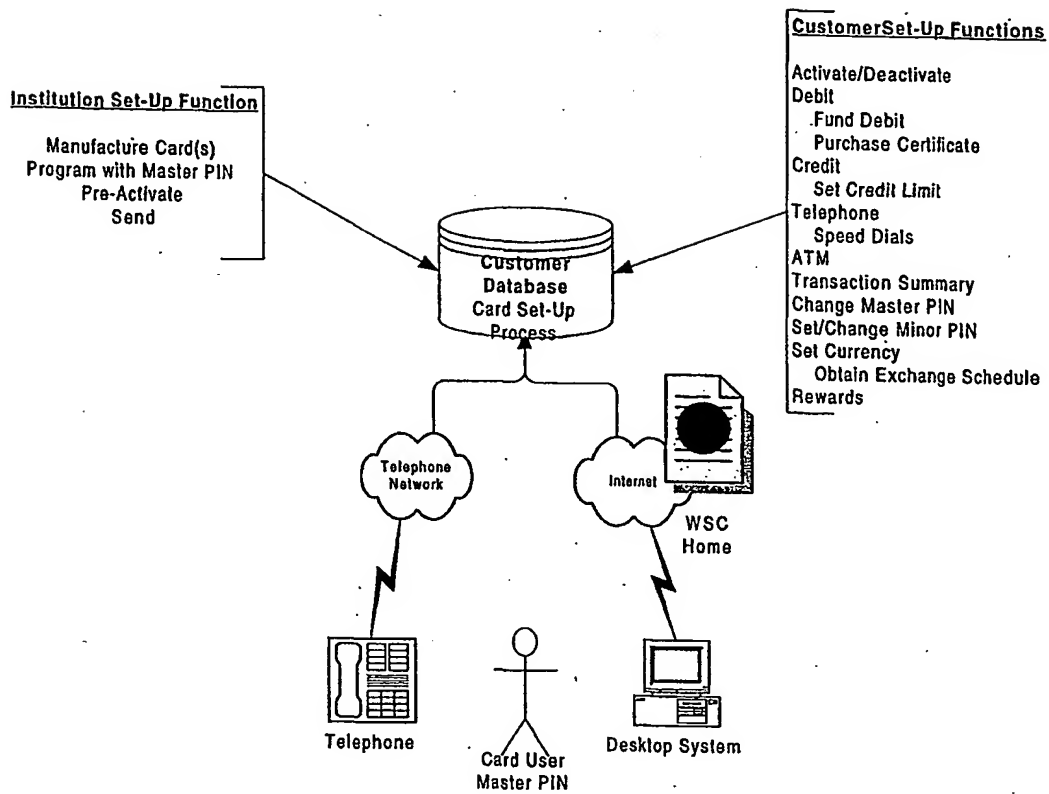 Institution Set-Up Function
Manufacture Card(s)
Program with Master PIN
Pre-Activate
Send
CustomerSet-Up Functions
Activate/Deactivate
Debit
.Fund Debit
Purchase Certificate
Credit
Set Credit Limit
Telephone
Speed Dials
ATM
Transaction Summary
Change Master PIN
Set/Change Minor PIN
Set Currency
Obtain Exchange Schedule
Rewards
Customer
Database
Card Set-Up
Process
Telephone
Network
Internet
WSC
Home
Telephone
Card User
Master PIN
Desktop System